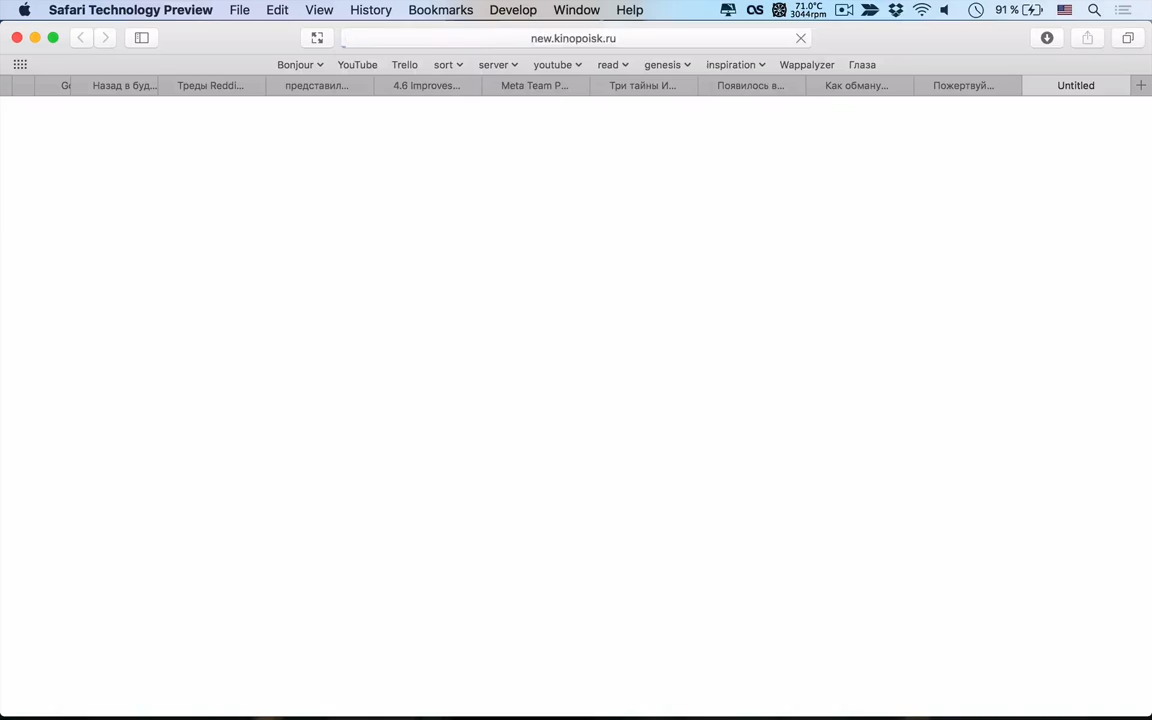 Safari Technology Preview File Edit View History Bookmarks Develop Window Help OS 71.0°C 3044rpm 91 %
new.kinopoisk.ru
Bonjour YouTube Trello sort server youtube read genesis inspiration Wappalyzer Глаза
Go Назад в буд... Треды Reddi... представил... 4.6 Improves... Meta Team P... Три тайны И... Появилось в... Как обману... Пожертвуй... Untitled